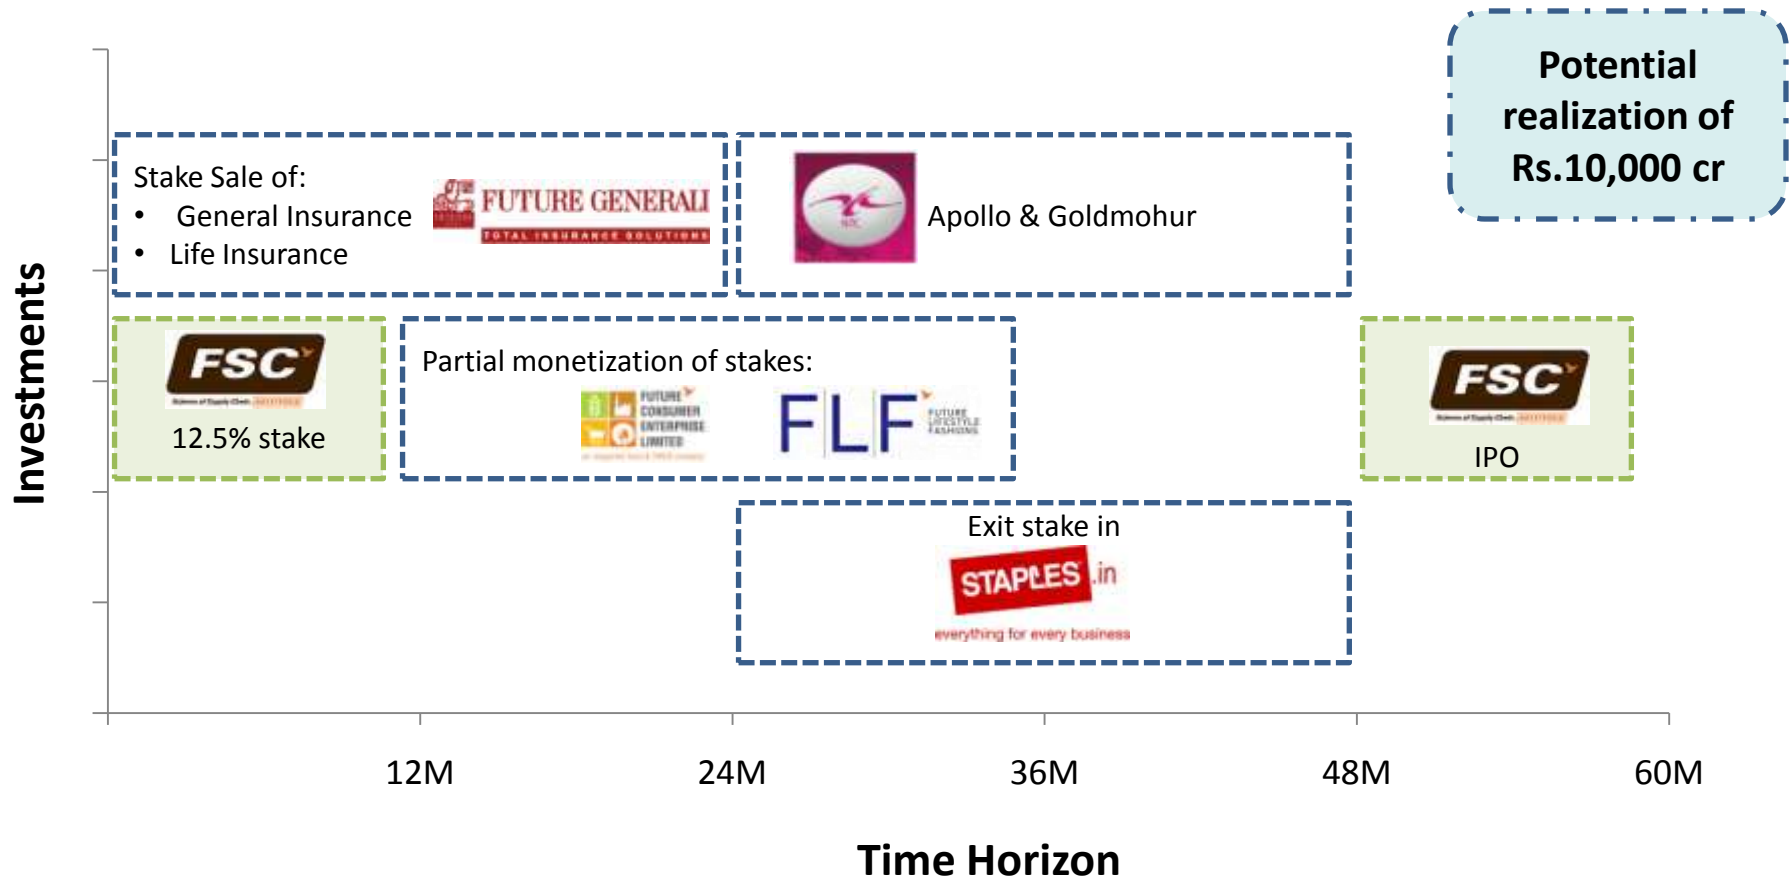 Potential
realization of
Rs.10,000 cr
Stake Sale of:
• General Insurance
• Life Insurance
FUTURE GENERALI
TOTAL INSURANCE SOLUTIONS
Apollo & Goldmohur
Investments
FSC
12.5% stake
Partial monetization of stakes:
FUTURE
CONSUMER
ENTERPRISE
LIMITED
FLF
FUTURE
LIFESTYLE
FASHIONS
FSC
IPO
Exit stake in
STAPLES .in
everything for every business
12M
24M
36M
48M
60M
Time Horizon